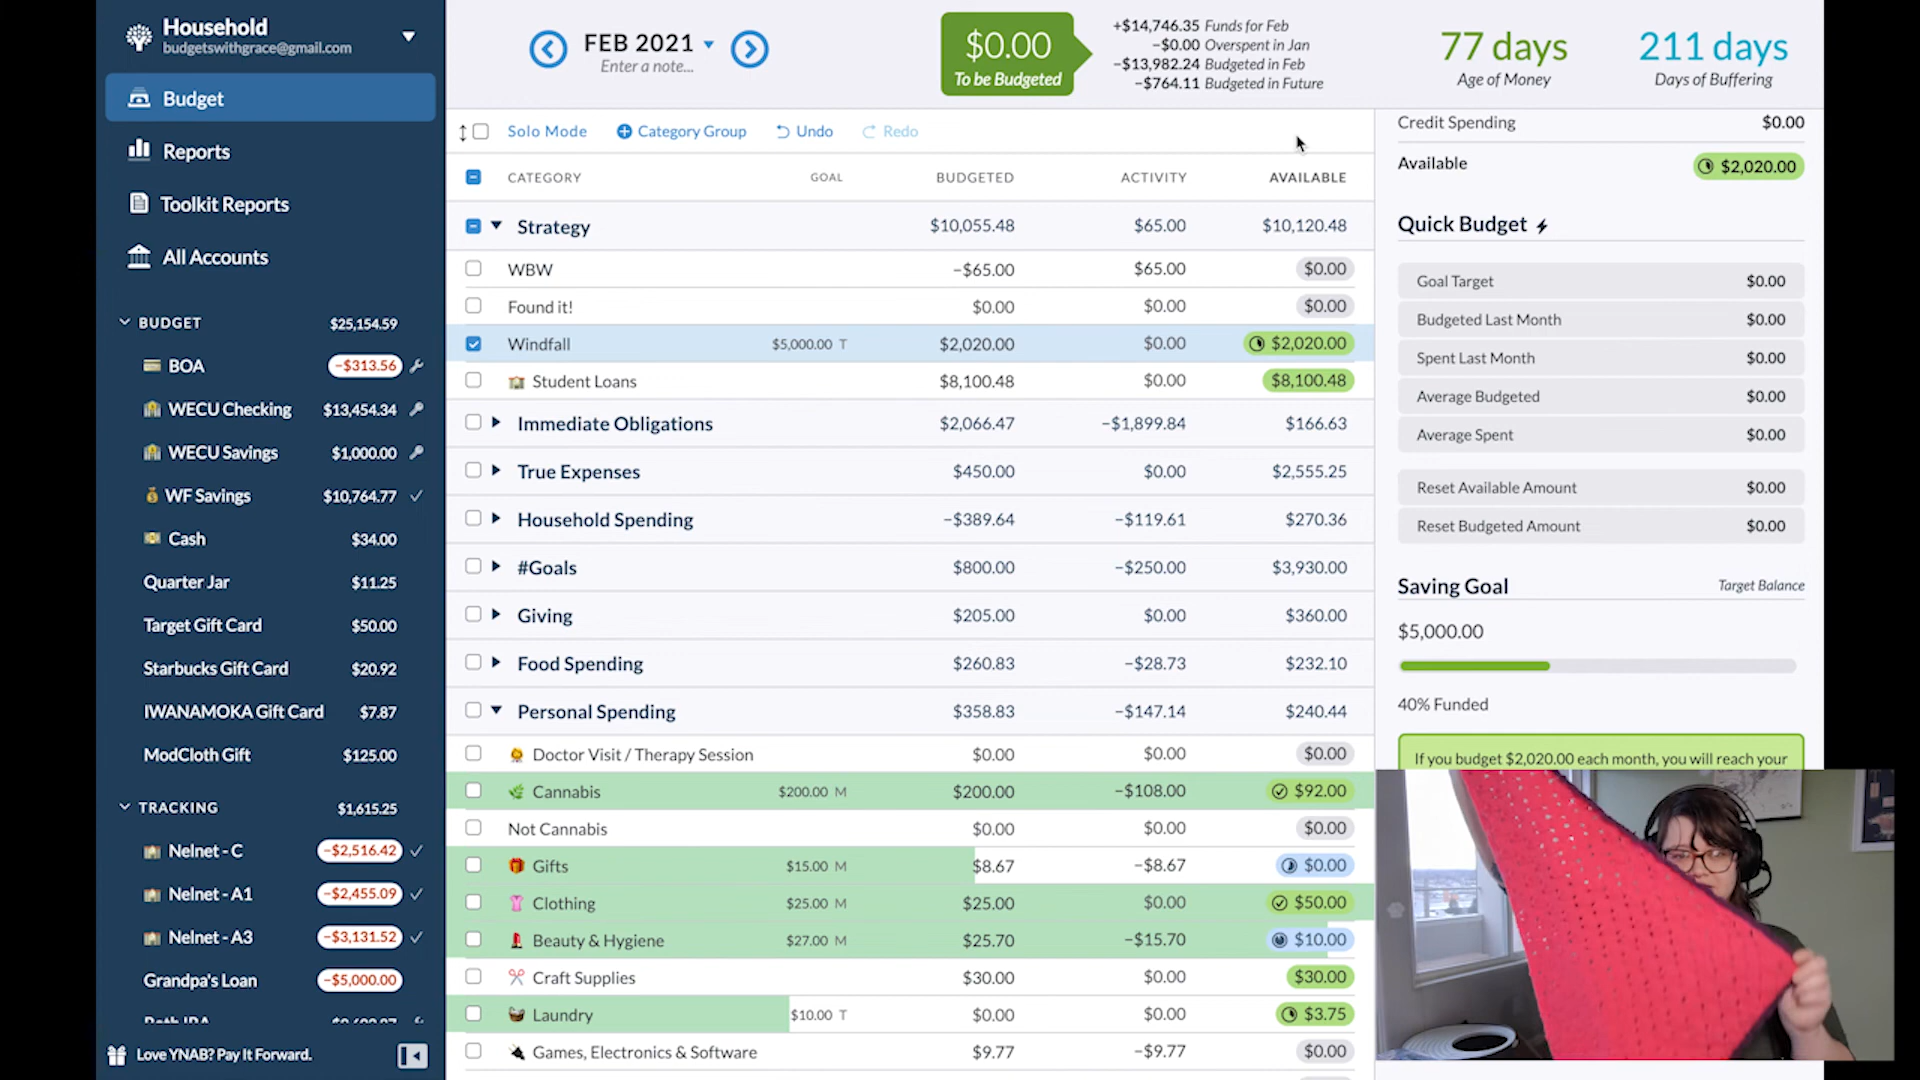 Household
budgetswithgrace@gmail.com
Budget
Reports
Toolkit Reports
All Accounts
BUDGET $25,154.59
BOA −$313.56
WECU Checking $13,454.34
WECU Savings $1,000.00
WF Savings $10,764.77
Cash $34.00
Quarter Jar $11.25
Target Gift Card $50.00
Starbucks Gift Card $20.92
IWANAMOKA Gift Card $7.87
ModCloth Gift $125.00
TRACKING $1,615.25
Nelnet - C −$2,516.42
Nelnet - A1 −$2,455.09
Nelnet - A3 −$3,131.52
Grandpa's Loan −$5,000.00
Love YNAB? Pay It Forward.
FEB 2021
Enter a note...
$0.00
To be Budgeted
+$14,746.35 Funds for Feb
−$0.00 Overspent in Jan
−$13,982.24 Budgeted in Feb
−$764.11 Budgeted in Future
77 days
Age of Money
211 days
Days of Buffering
Solo Mode Category Group Undo Redo
CATEGORY GOAL BUDGETED ACTIVITY AVAILABLE
Strategy $10,055.48 $65.00 $10,120.48
WBW −$65.00 $65.00 $0.00
Found it! $0.00 $0.00 $0.00
Windfall $5,000.00 T $2,020.00 $0.00 $2,020.00
Student Loans $8,100.48 $0.00 $8,100.48
Immediate Obligations $2,066.47 −$1,899.84 $166.63
True Expenses $450.00 $0.00 $2,555.25
Household Spending −$389.64 −$119.61 $270.36
#Goals $800.00 −$250.00 $3,930.00
Giving $205.00 $0.00 $360.00
Food Spending $260.83 −$28.73 $232.10
Personal Spending $358.83 −$147.14 $240.44
Doctor Visit / Therapy Session $0.00 $0.00 $0.00
Cannabis $200.00 M $200.00 −$108.00 $92.00
Not Cannabis $0.00 $0.00 $0.00
Gifts $15.00 M $8.67 −$8.67 $0.00
Clothing $25.00 M $25.00 $0.00 $50.00
Beauty & Hygiene $27.00 M $25.70 −$15.70 $10.00
Craft Supplies $30.00 $0.00 $30.00
Laundry $10.00 T $0.00 $0.00 $3.75
Games, Electronics & Software $9.77 −$9.77 $0.00
Credit Spending $0.00
Available $2,020.00
Quick Budget
Goal Target $0.00
Budgeted Last Month $0.00
Spent Last Month $0.00
Average Budgeted $0.00
Average Spent $0.00
Reset Available Amount $0.00
Reset Budgeted Amount $0.00
Saving Goal Target Balance
$5,000.00
40% Funded
If you budget $2,020.00 each month, you will reach your